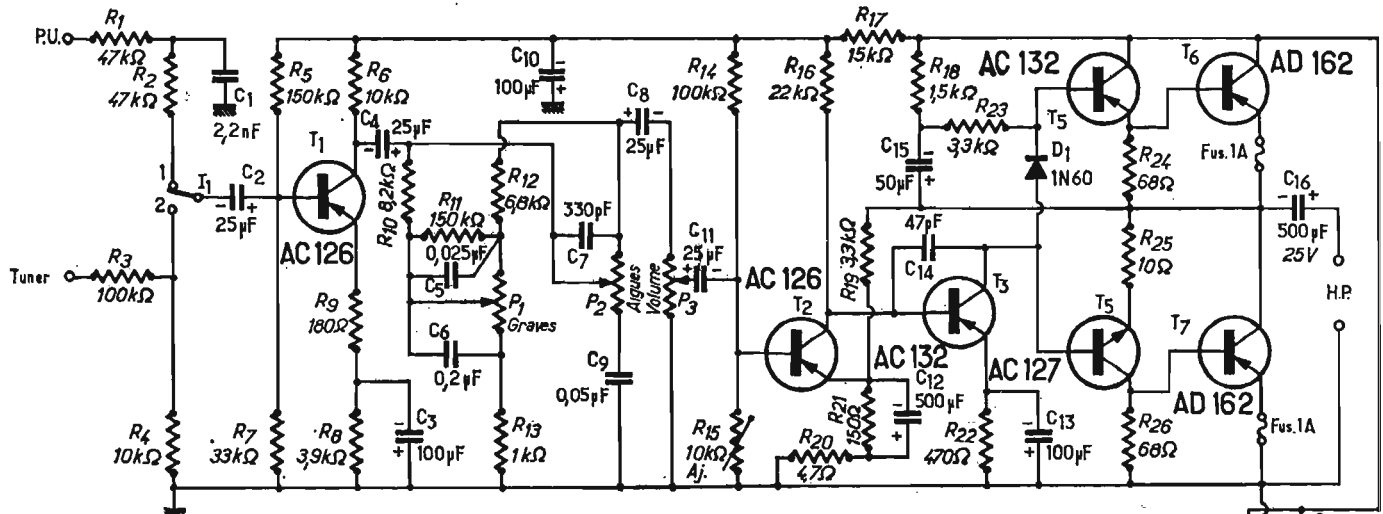 P.U.
R1
47kΩ
R2
47kΩ
C1
2,2nF
R5
150kΩ
R6
10kΩ
C4
25µF
C10
100µF
C8
25µF
R14
100kΩ
R16
22kΩ
R17
15kΩ
R18
1,5kΩ
R23
3,3kΩ
AC 132
T5
T6
AD 162
Fus. 1A
D1
1N60
R24
68Ω
C15
50µF
C16
500µF
25V
H.P.
1
I1
2
C2
25µF
T1
AC 126
R10 8,2kΩ
R11
150kΩ
0,025µF
C5
R12
6,8kΩ
330pF
C7
P1
Graves
P2
Aigues
Volume
P3
C11
25µF
AC 126
T2
R19 3,3kΩ
47pF
C14
T3
AC 132
AC 127
R25
10Ω
T5
T7
AD 162
Fus. 1A
Tuner
R3
100kΩ
R4
10kΩ
R7
33kΩ
R9
180Ω
R8
3,9kΩ
C3
100µF
C6
0,2µF
R13
1kΩ
C9
0,05µF
R15
10kΩ
Aj.
R20
4,7Ω
R21
150Ω
C12
500µF
R22
470Ω
C13
100µF
R26
68Ω